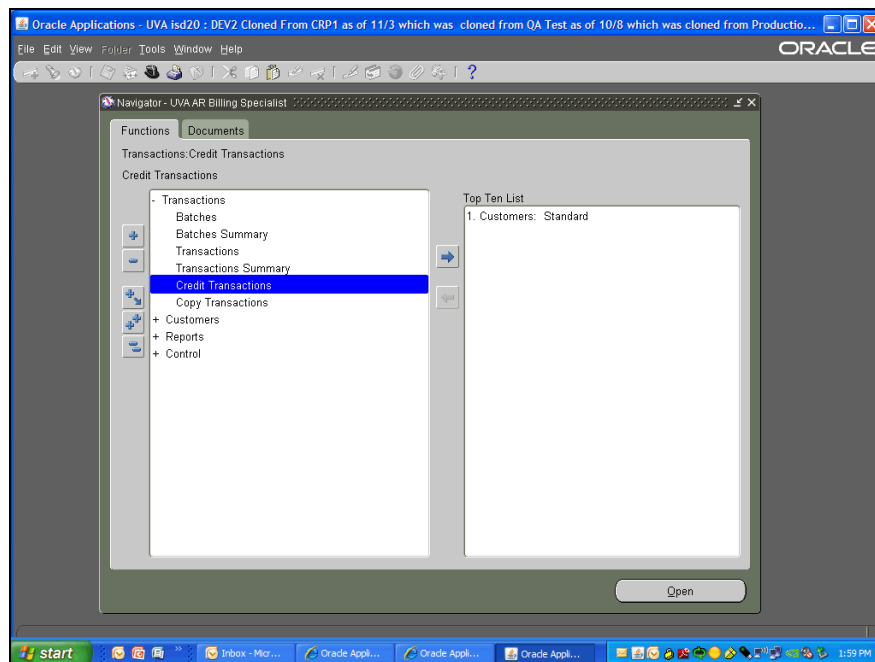 Oracle Applications - UVA isd20 : DEV2 Cloned From CRP1 as of 11/3 which was cloned from QA Test as of 10/8 which was cloned from Productio...
File Edit View Folder Tools Window Help
ORACLE
Navigator - UVA AR Billing Specialist
Functions Documents
Transactions:Credit Transactions
Credit Transactions
- Transactions
Batches
Batches Summary
Transactions
Transactions Summary
Credit Transactions
Copy Transactions
+ Customers
+ Reports
+ Control
Top Ten List
1. Customers: Standard
Open
start Inbox - Micr... Oracle Appli... Oracle Appli... Oracle Appli... 1:59 PM